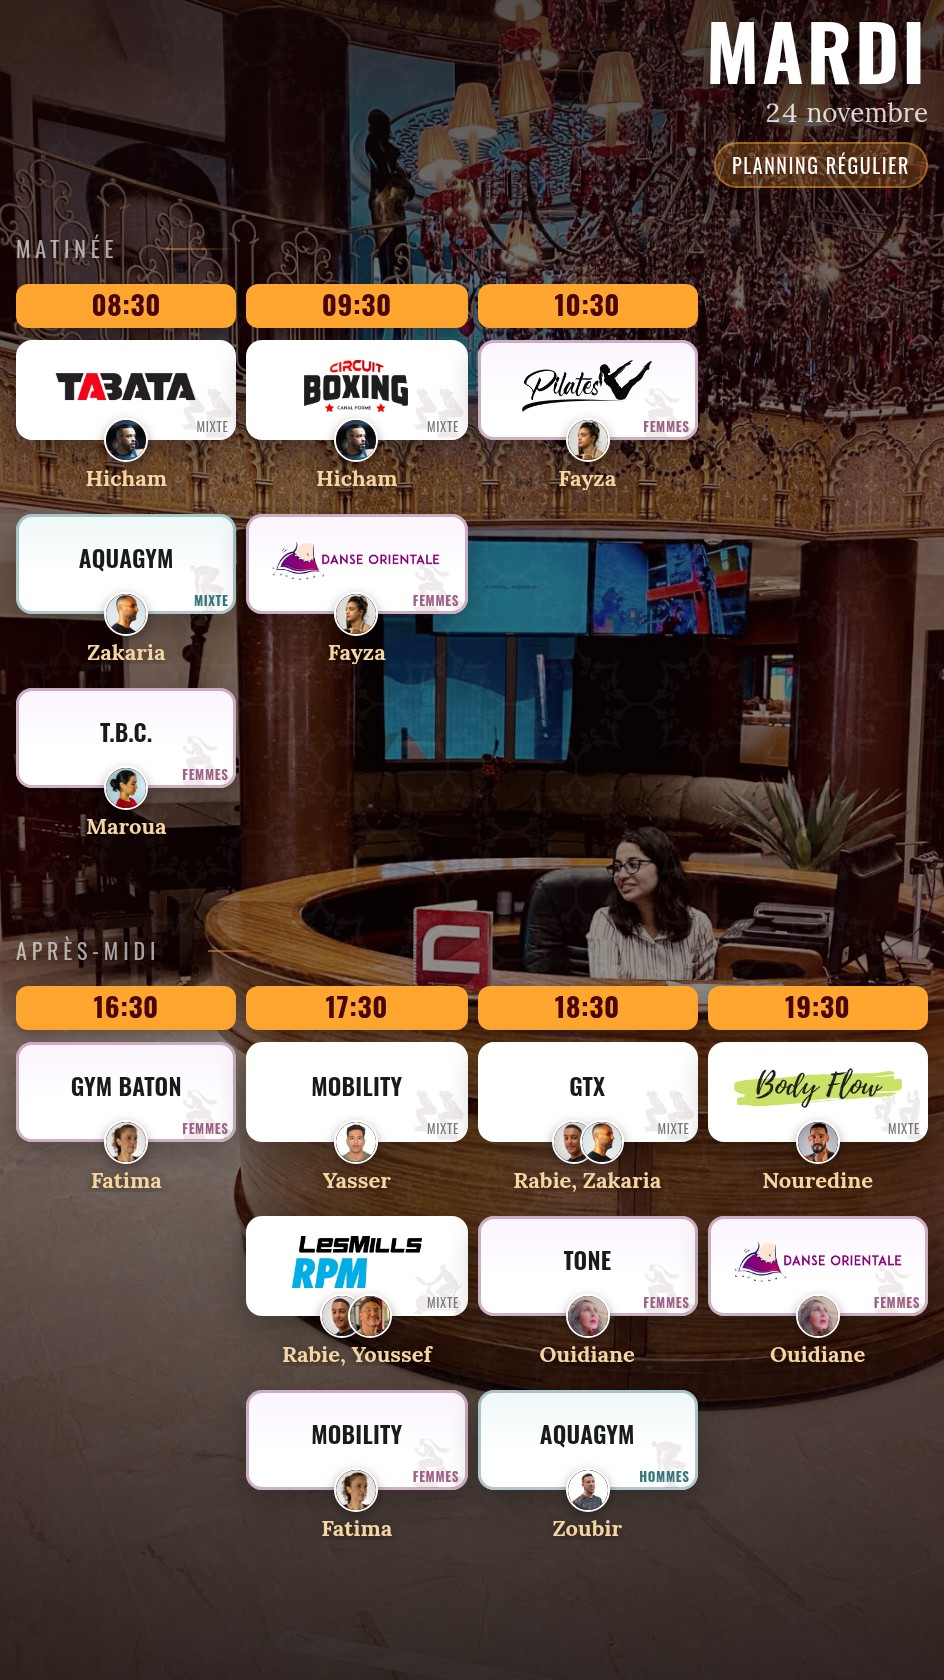 MARDI
24 novembre
PLANNING RÉGULIER
MATINÉE
08:30
09:30
10:30
TABATA
MIXTE
Hicham
CIRCUIT
BOXING
CANAL FORME
MIXTE
Hicham
Pilates
FEMMES
Fayza
AQUAGYM
MIXTE
Zakaria
DANSE ORIENTALE
FEMMES
Fayza
T.B.C.
FEMMES
Maroua
APRÈS-MIDI
16:30
17:30
18:30
19:30
GYM BATON
FEMMES
Fatima
MOBILITY
MIXTE
Yasser
GTX
MIXTE
Rabie, Zakaria
Body Flow
MIXTE
Nouredine
LESMILLS
RPM
MIXTE
Rabie, Youssef
TONE
FEMMES
Ouidiane
DANSE ORIENTALE
FEMMES
Ouidiane
MOBILITY
FEMMES
Fatima
AQUAGYM
HOMMES
Zoubir